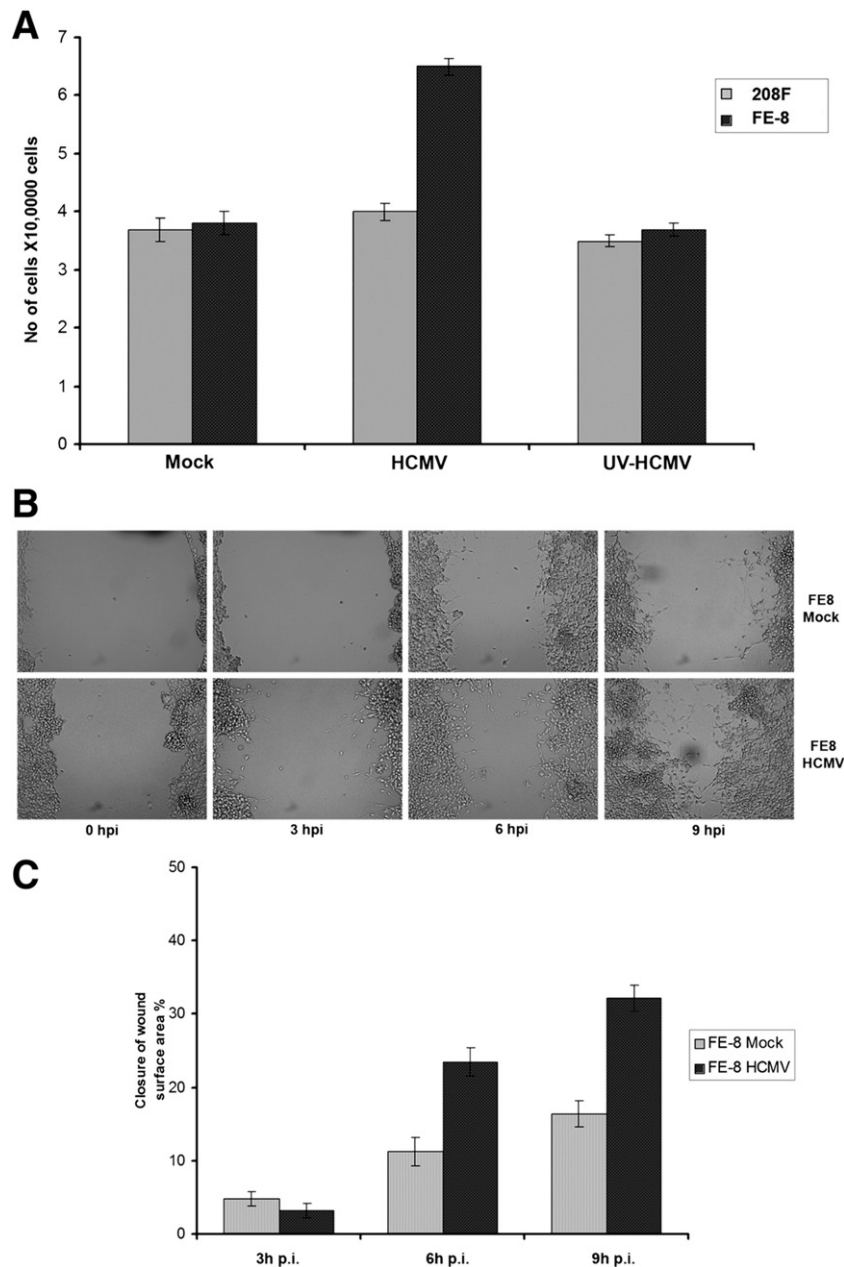 A
7
6
5
4
3
2
1
0
No of cells X10,0000 cells
208F
FE-8
Mock
HCMV
UV-HCMV
B
FE8
Mock
FE8
HCMV
0 hpi
3 hpi
6 hpi
9 hpi
C
50
40
30
20
10
0
Closure of wound
surface area %
FE-8 Mock
FE-8 HCMV
3h p.i.
6h p.i.
9h p.i.